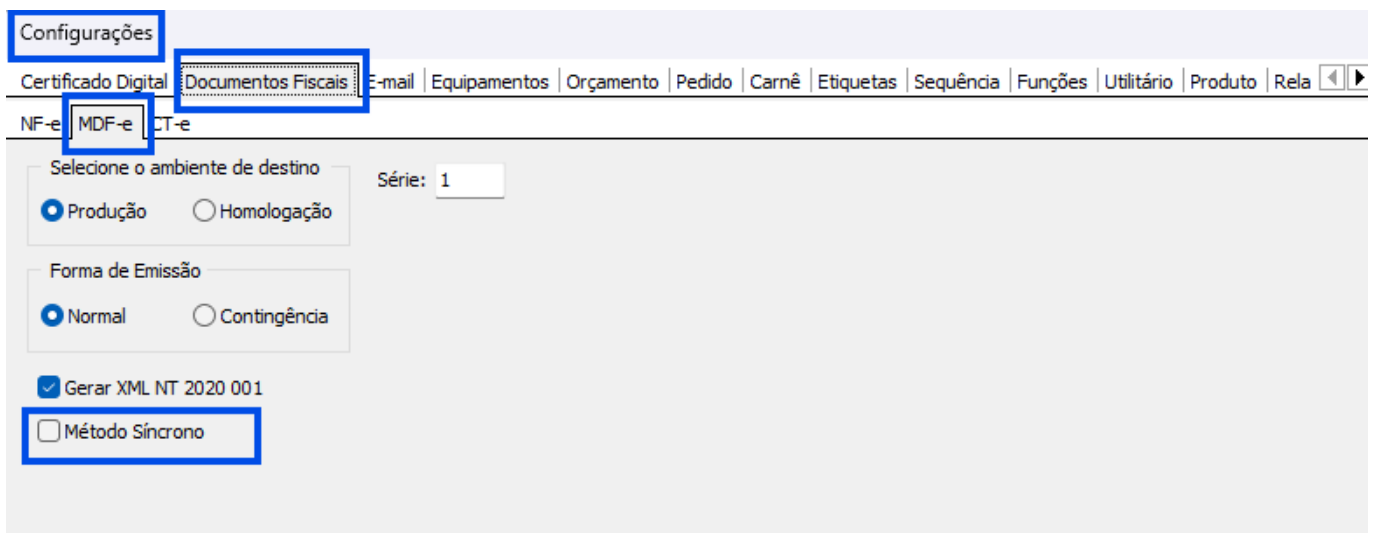 Configurações
Certificado Digital Documentos Fiscais E-mail Equipamentos Orçamento Pedido Carnê Etiquetas Sequência Funções Utilitário Produto Rela
NF-e MDF-e CT-e
Selecione o ambiente de destino
Série: 1
Produção Homologação
Forma de Emissão
Normal Contingência
Gerar XML NT 2020 001
Método Síncrono